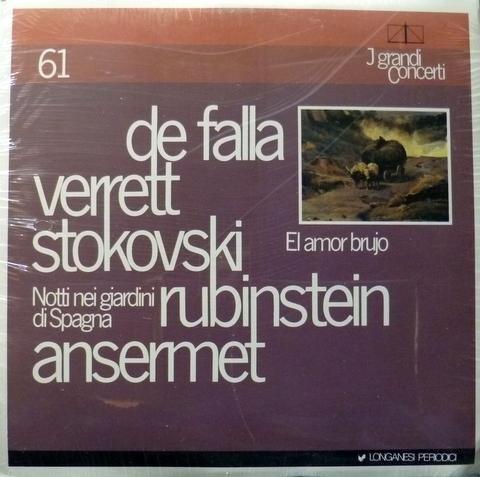 61
J grandi
Concerti
de falla
verrett
stokovski
El amor brujo
Notti nei giardini
di Spagna
rubinstein
ansermet
LONGANESI PERIODICI